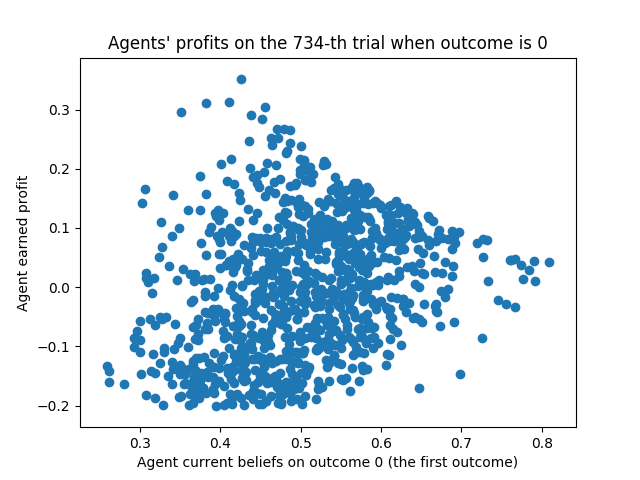 Agents' profits on the 734-th trial when outcome is 0
Agent earned profit
0.3
0.2
0.1
0.0
−0.1
−0.2
0.3 0.4 0.5 0.6 0.7 0.8
Agent current beliefs on outcome 0 (the first outcome)